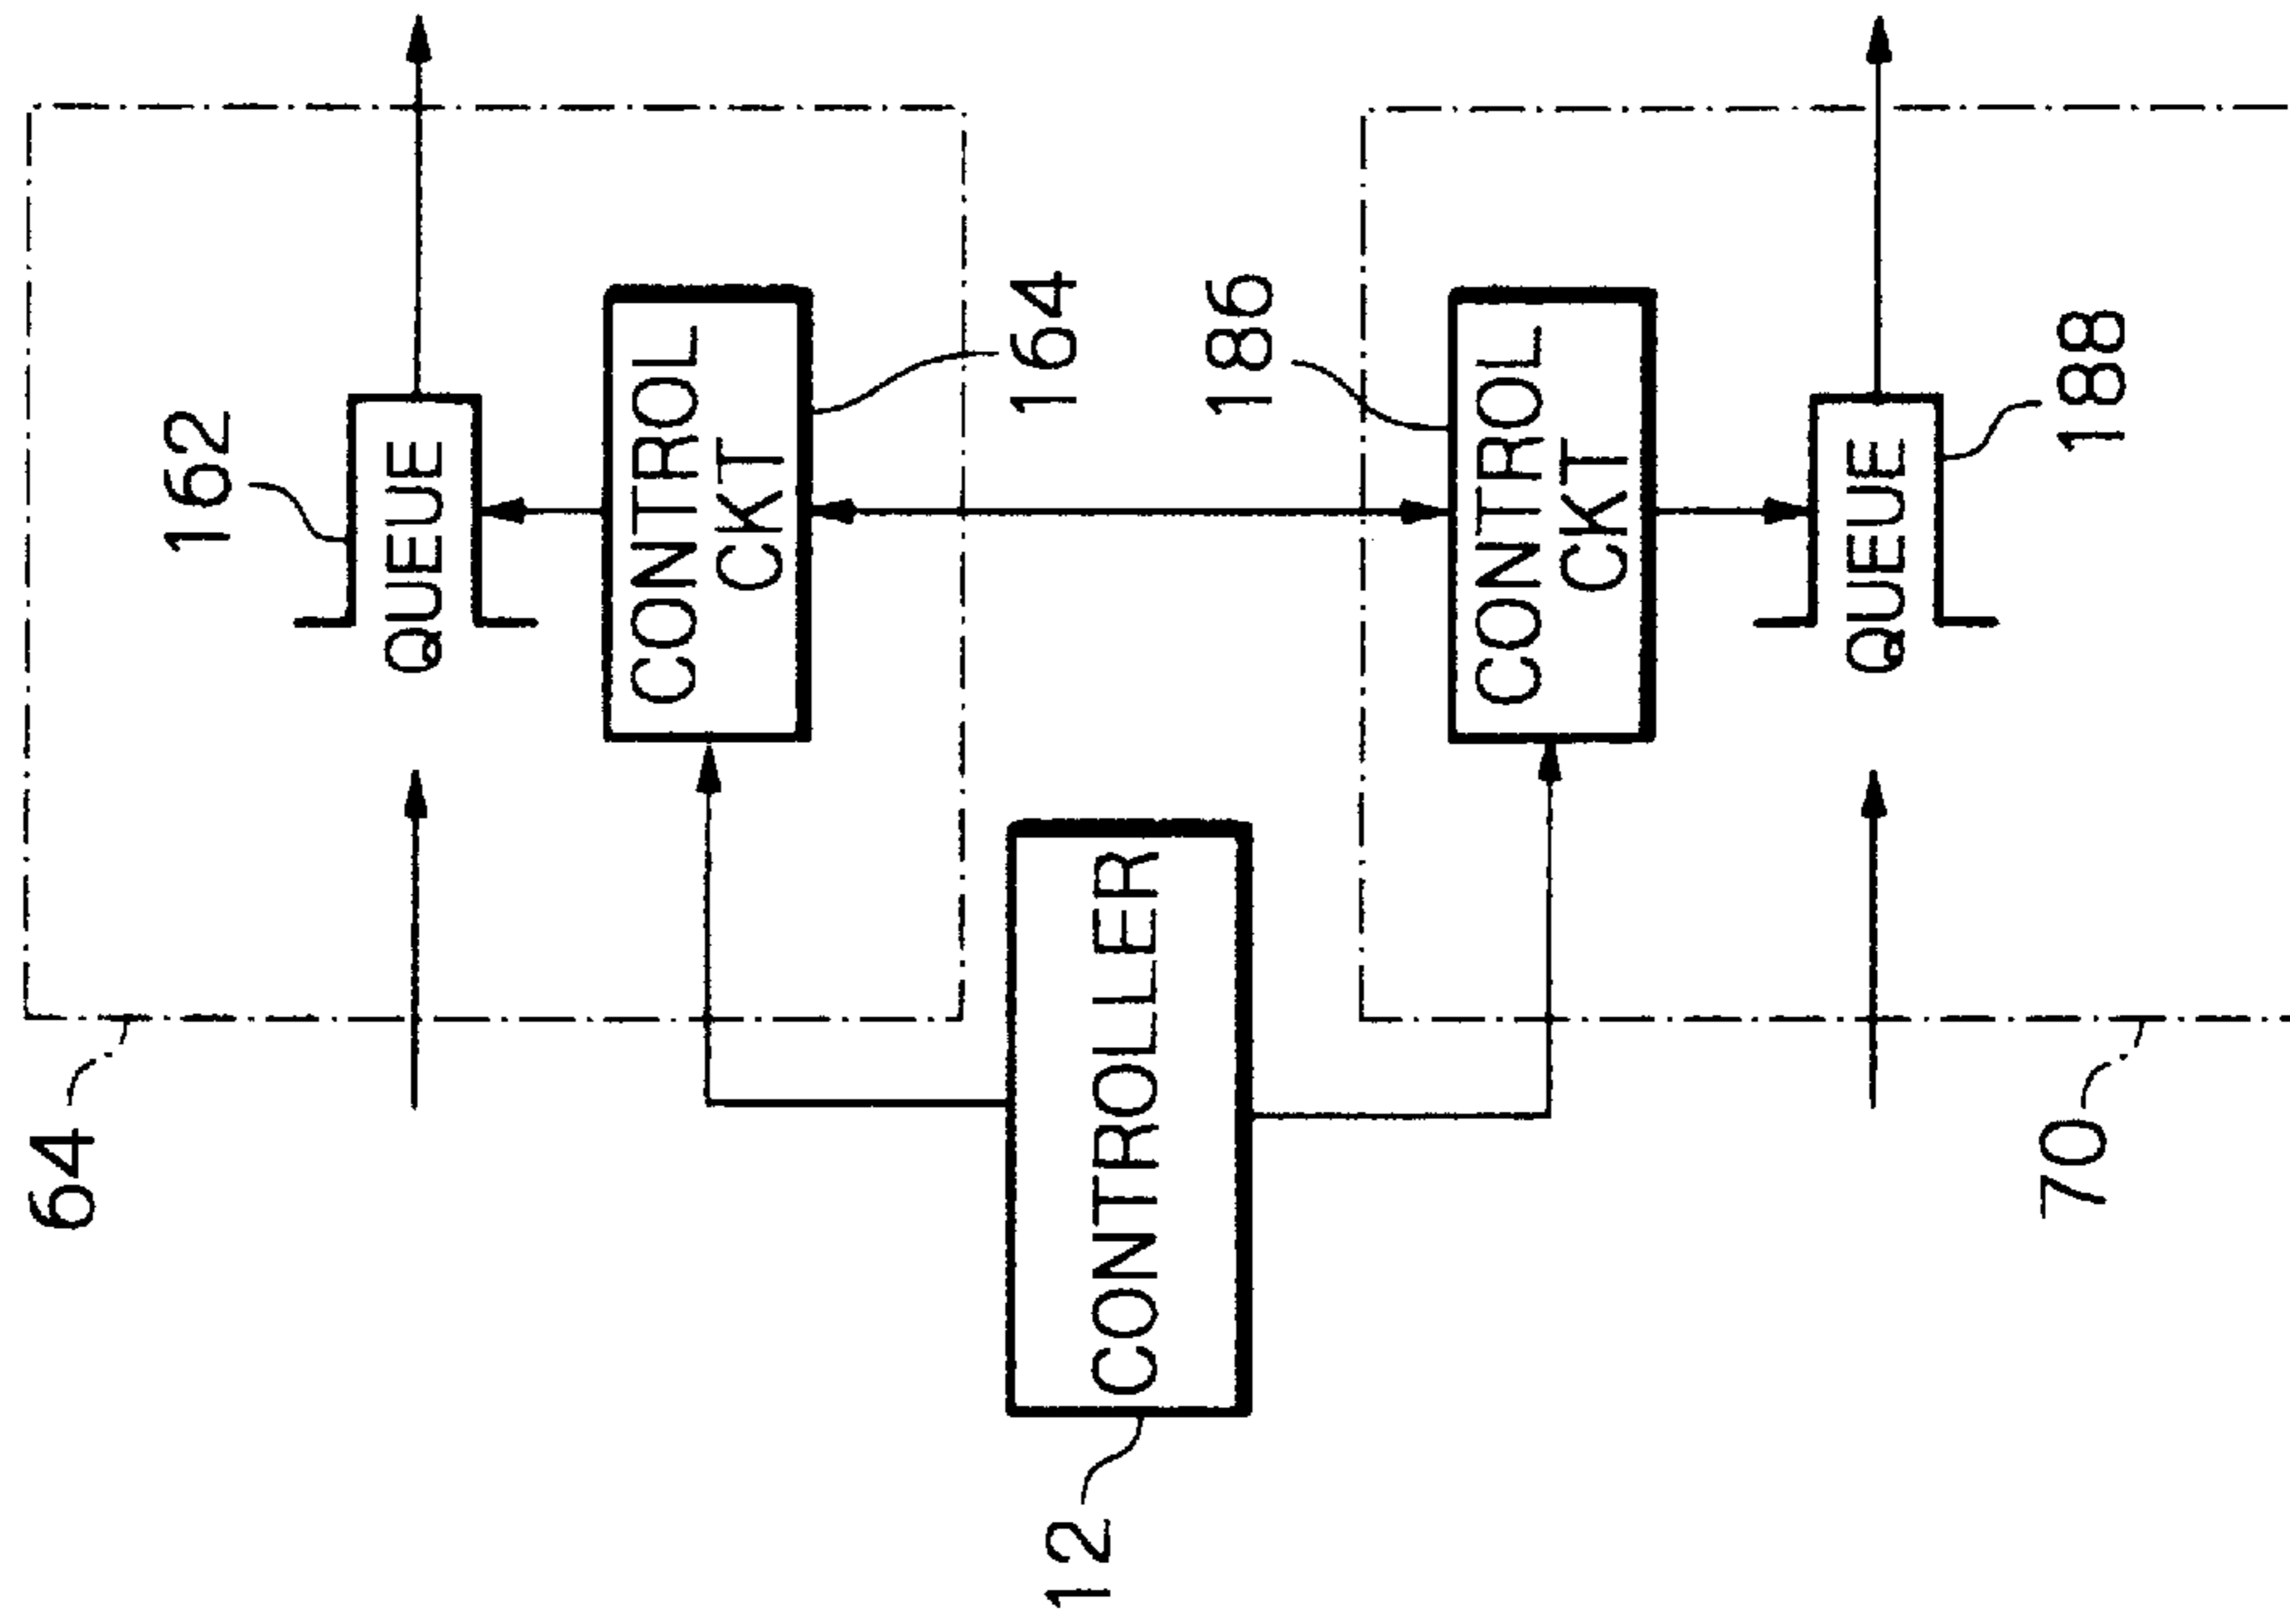 64
162
QUEUE
CONTROL
CKT
164
12
CONTROLLER
186
CONTROL
CKT
QUEUE
188
70